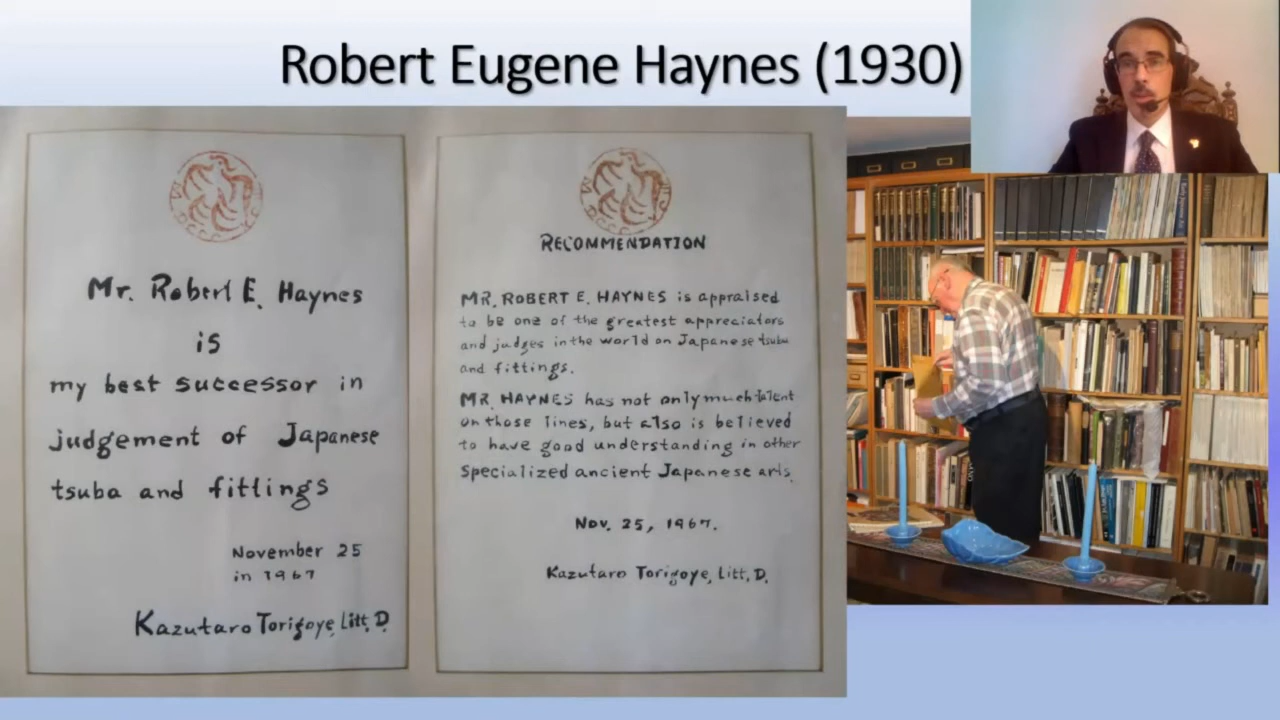 Robert Eugene Haynes (1930)
Mr. Robert E. Haynes
is
my best successor in
judgement of Japanese
tsuba and fittings
November 25
in 1967
Kazutaro Torigoye, Litt, D.
RECOMMENDATION
MR. ROBERT E. HAYNES is appraised
to be one of the greatest appreciators
and judges in the world on Japanese tsuba
and fittings.
MR. HAYNES has not only much talent
on those lines, but also is believed
to have good understanding in other
specialized ancient Japanese arts.
Nov. 25, 1967.
Kazutaro Torigoye, Litt, D.